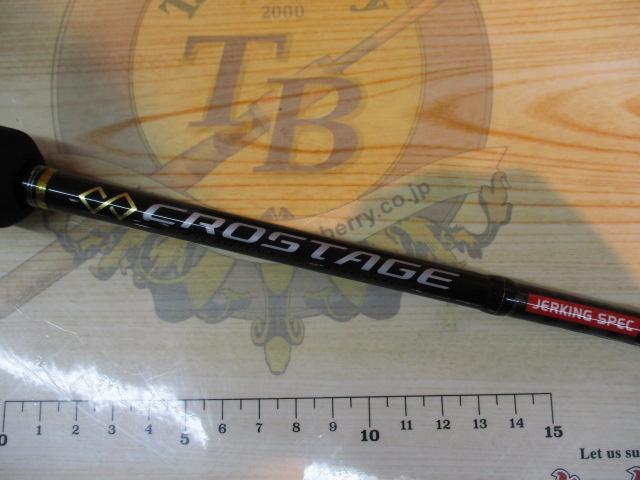 2000
TB
berry.co.jp
CROSTAGE
JERKING SPEC
0 1 2 3 4 5 6 7 8 9 10 11 12 13 14 15
Let us su